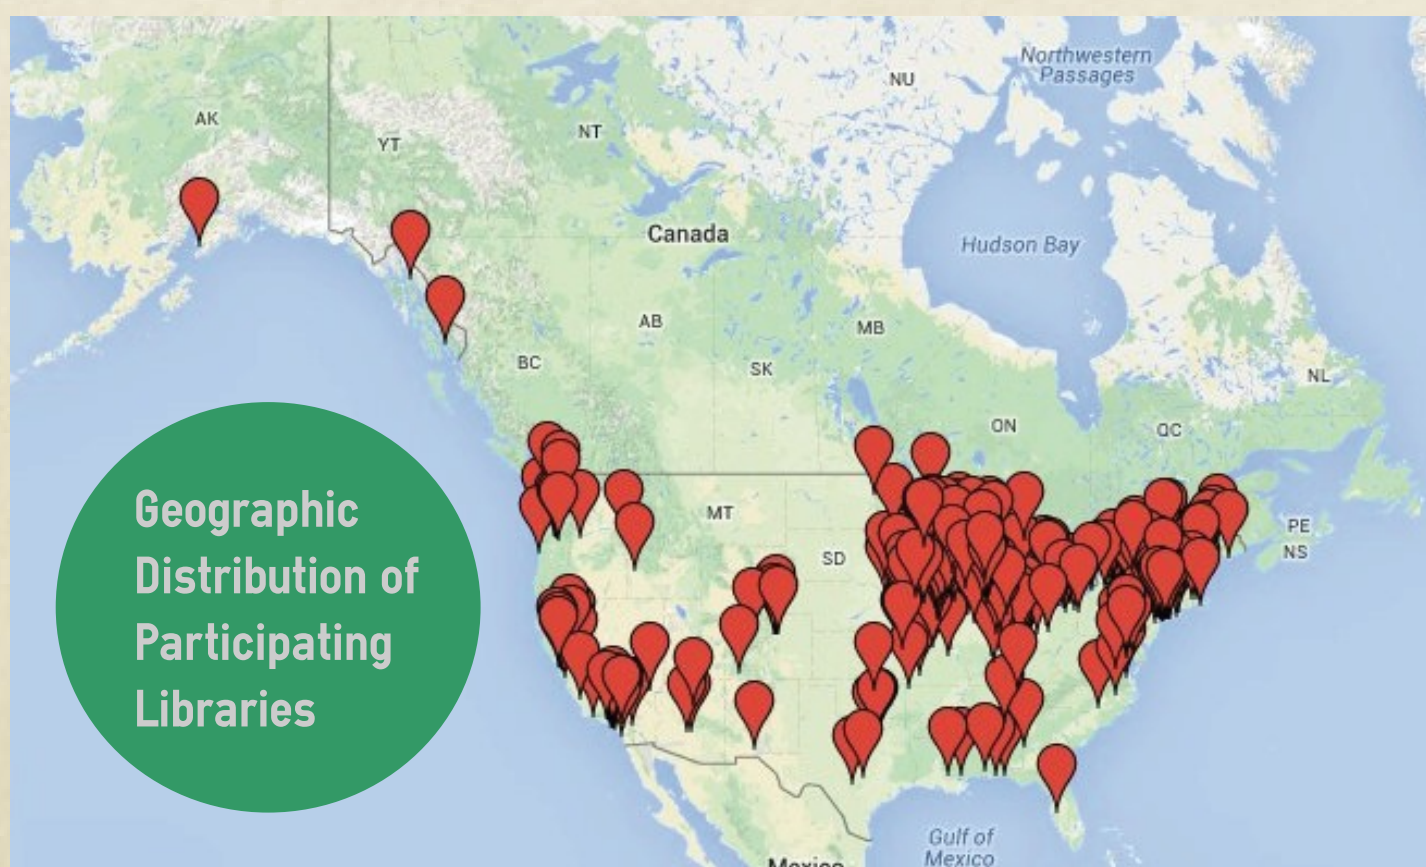 Northwestern
Passages
NU
AK
NT
YT
Canada
Hudson Bay
AB
MB
BC
SK
NL
ON
QC
Geographic
Distribution of
Participating
Libraries
MT
PE
NS
SD
Gulf of
Mexico
Mexico